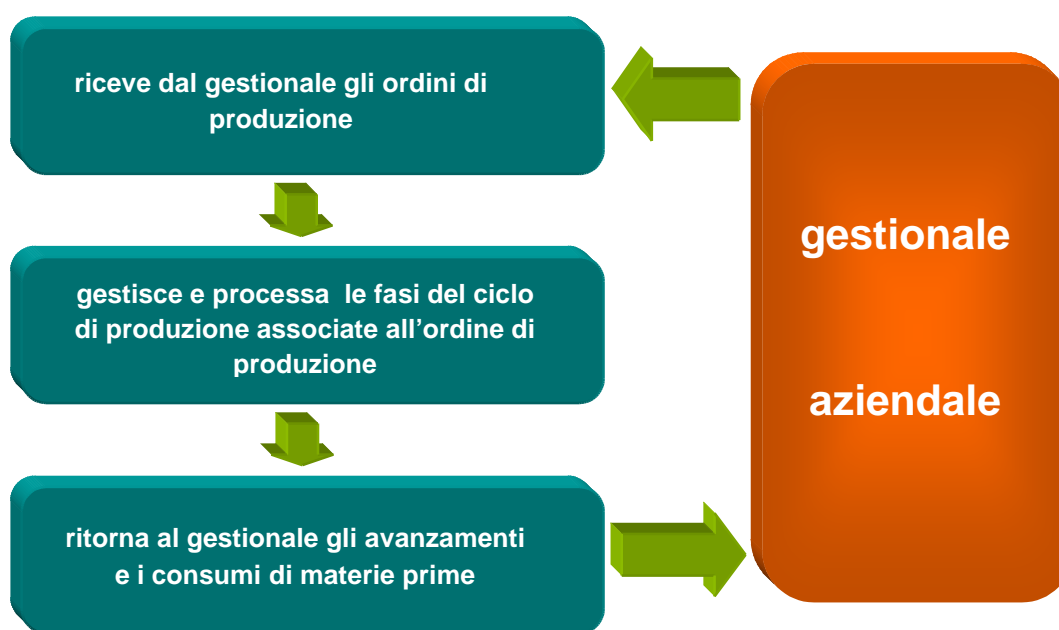 riceve dal gestionale gli ordini di
produzione
gestisce e processa  le fasi del ciclo
di produzione associate all’ordine di
produzione
ritorna al gestionale gli avanzamenti
e i consumi di materie prime
gestionale
aziendale